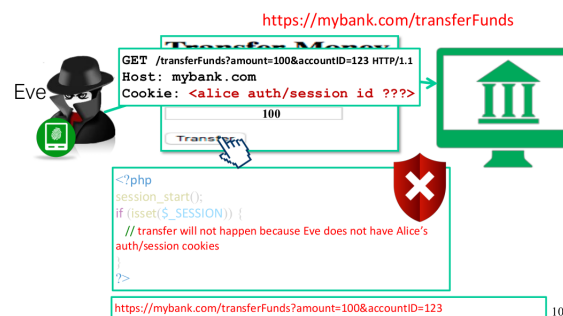 https://mybank.com/transferFunds
Transfer Money
GET /transferFunds?amount=100&accountID=123 HTTP/1.1
Host: mybank.com
Cookie: <alice auth/session id ???>
Eve
100
Transfer
<?php
session_start();
if (isset($_SESSION)) {
// transfer will not happen because Eve does not have Alice's
auth/session cookies
}
?>
https://mybank.com/transferFunds?amount=100&accountID=123
10